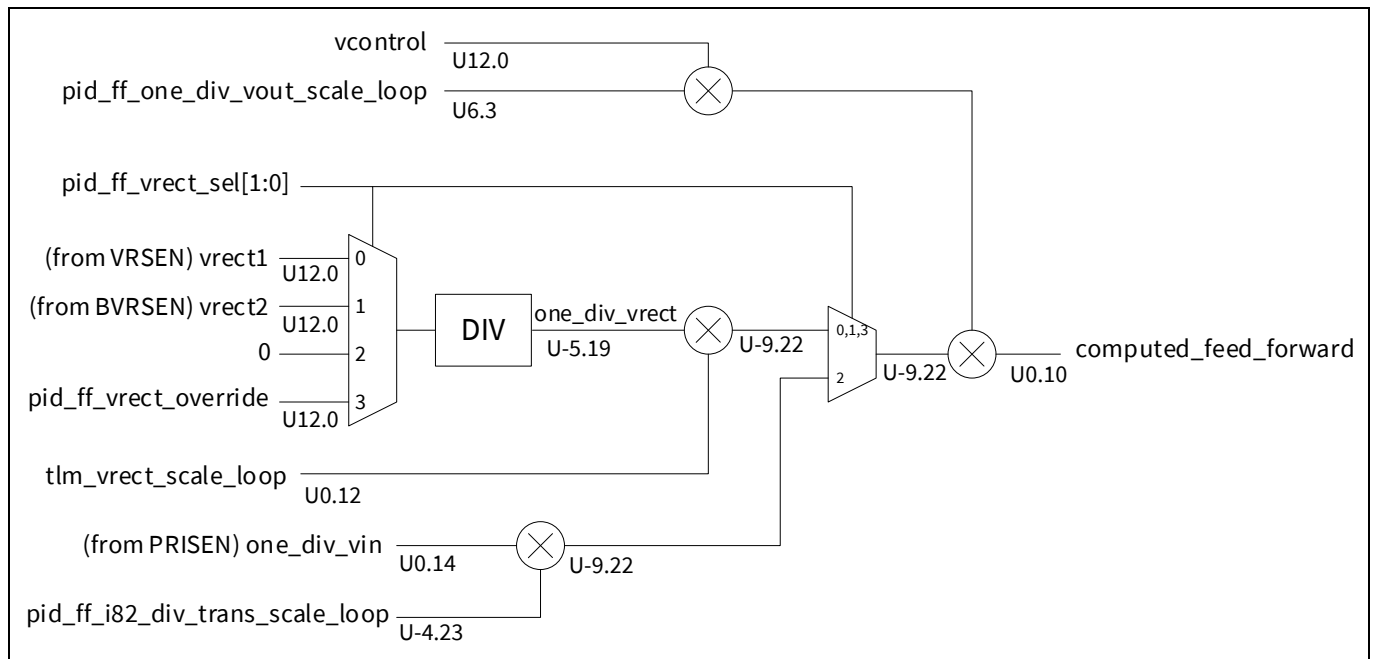 vcontrol
U12.0
pid_ff_one_div_vout_scale_loop
U6.3
pid_ff_vrect_sel[1:0]
(from VRSEN) vrect1
U12.0
0
(from BVRSEN) vrect2
U12.0
1
0
2
pid_ff_vrect_override
U12.0
3
DIV
one_div_vrect
U-5.19
U-9.22
0,1,3
2
U-9.22
U0.10
computed_feed_forward
tlm_vrect_scale_loop
U0.12
(from PRISEN) one_div_vin
U0.14
U-9.22
pid_ff_i82_div_trans_scale_loop
U-4.23